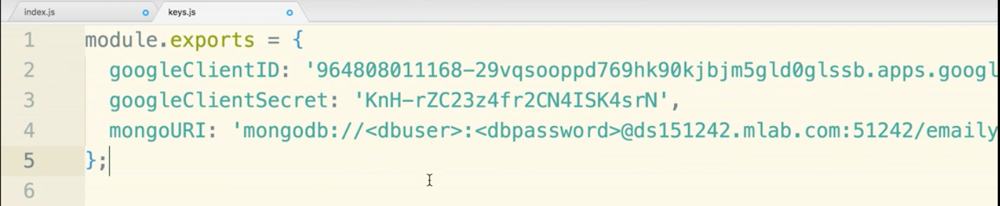 index.js
keys.js
1 module.exports = {
2 googleClientID: '964808011168-29vqsooppd769hk90kjbjm5gld0glssb.apps.googl
3 googleClientSecret: 'KnH-rZC23z4fr2CN4ISK4srN',
4 mongoURI: 'mongodb://<dbuser>:<dbpassword>@ds151242.mlab.com:51242/emaily
5 };
6